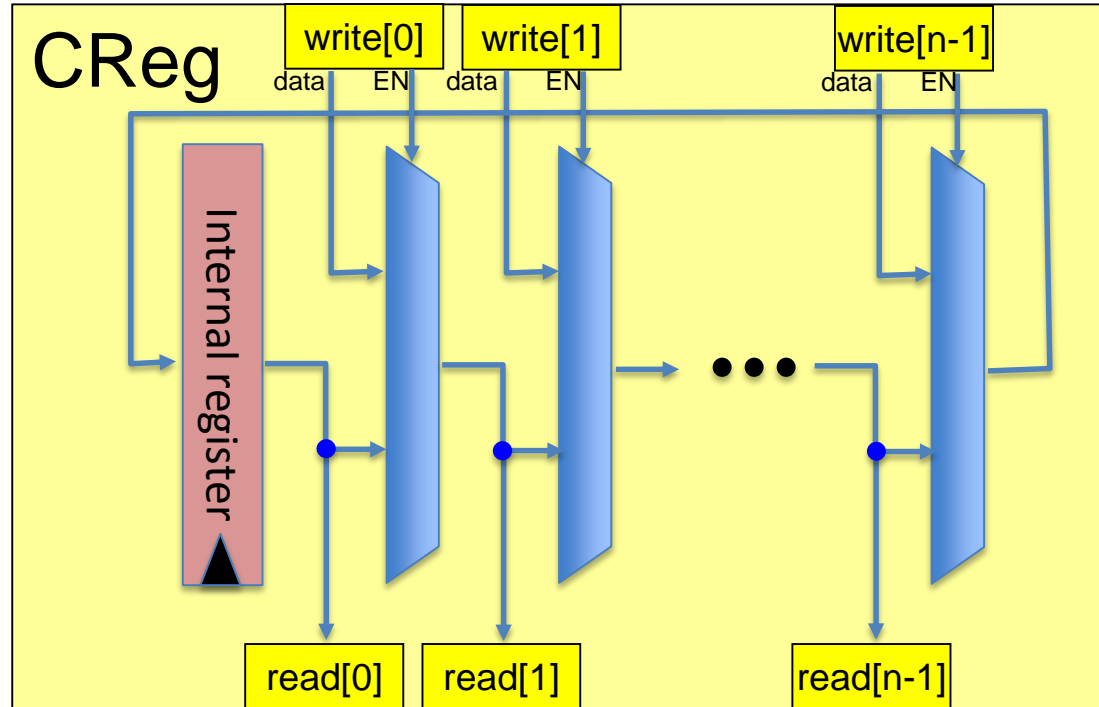 CReg
write[0]
write[1]
write[n-1]
data
EN
data
EN
data
EN
Internal register
read[0]
read[1]
read[n-1]